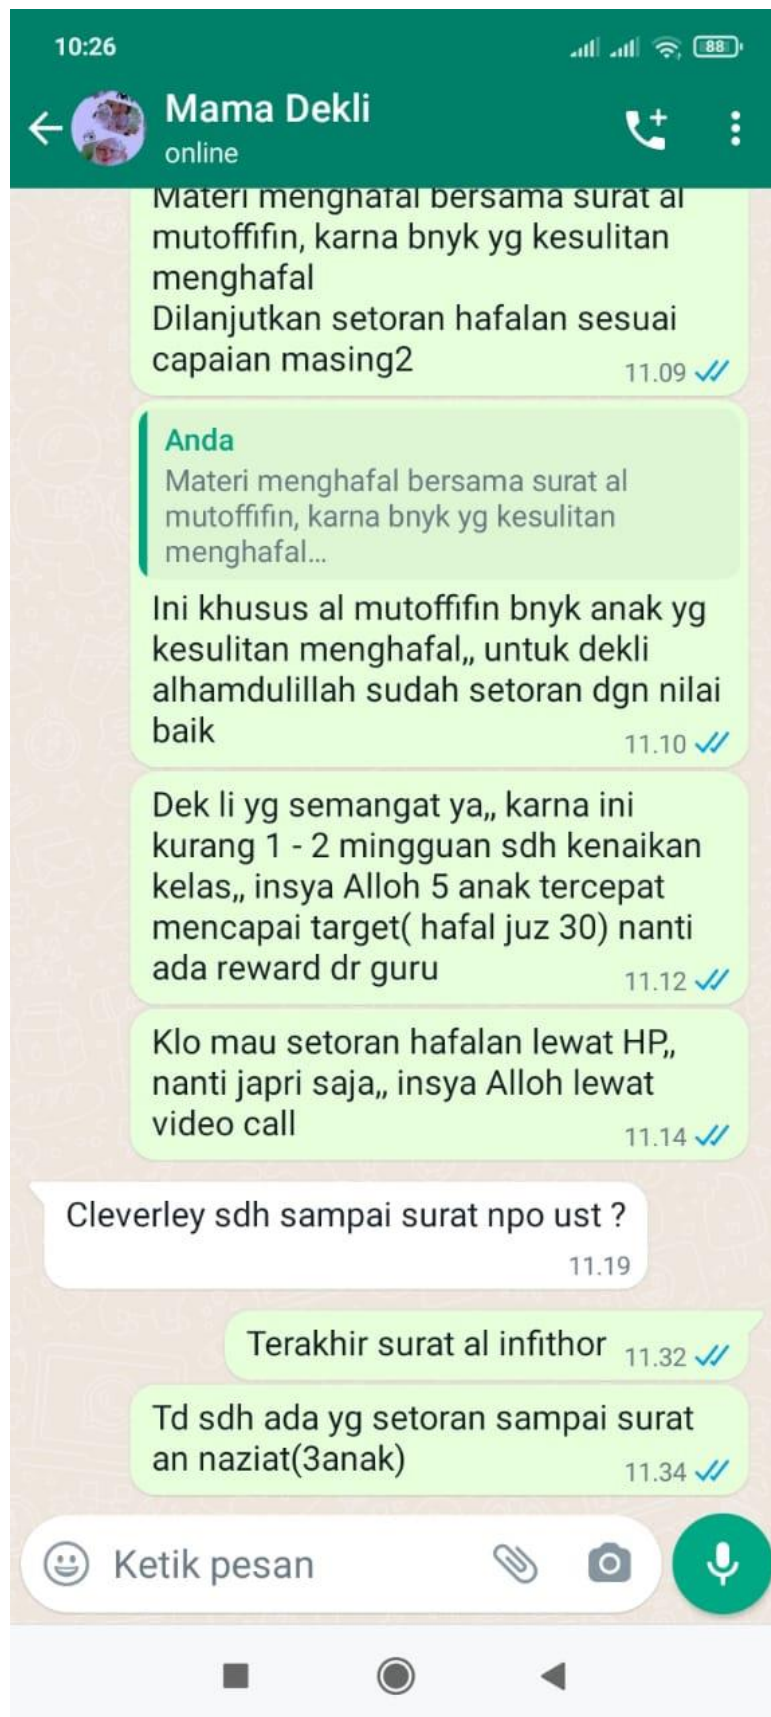 10:26
88
Mama Dekli
online
Materi menghafal bersama surat al
mutoffifin, karna bnyk yg kesulitan
menghafal
Dilanjutkan setoran hafalan sesuai
capaian masing2
11.09
Anda
Materi menghafal bersama surat al
mutoffifin, karna bnyk yg kesulitan
menghafal...
Ini khusus al mutoffifin bnyk anak yg
kesulitan menghafal,, untuk dekli
alhamdulillah sudah setoran dgn nilai
baik
11.10
Dek li yg semangat ya,, karna ini
kurang 1 - 2 mingguan sdh kenaikan
kelas,, insya Alloh 5 anak tercepat
mencapai target( hafal juz 30) nanti
ada reward dr guru
11.12
Klo mau setoran hafalan lewat HP,,
nanti japri saja,, insya Alloh lewat
video call
11.14
Cleverley sdh sampai surat npo ust ?
11.19
Terakhir surat al infithor
11.32
Td sdh ada yg setoran sampai surat
an naziat(3anak)
11.34
Ketik pesan